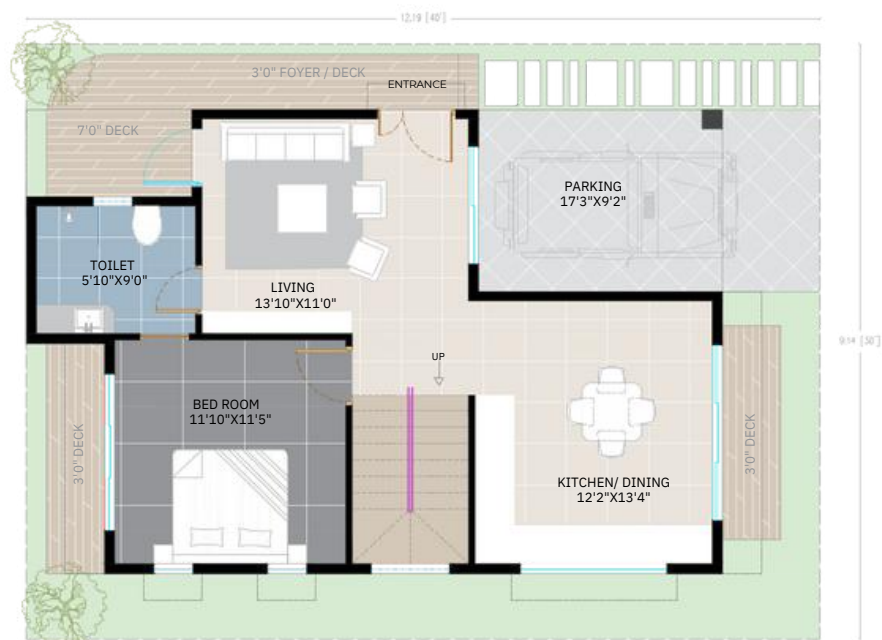 12.19 [40']
3'0" FOYER / DECK
ENTRANCE
7'0" DECK
PARKING
17'3"X9'2"
TOILET
5'10"X9'0"
LIVING
13'10"X11'0"
9.14 [30']
UP
BED ROOM
11'10"X11'5"
3'0" DECK
3'0" DECK
KITCHEN/ DINING
12'2"X13'4"